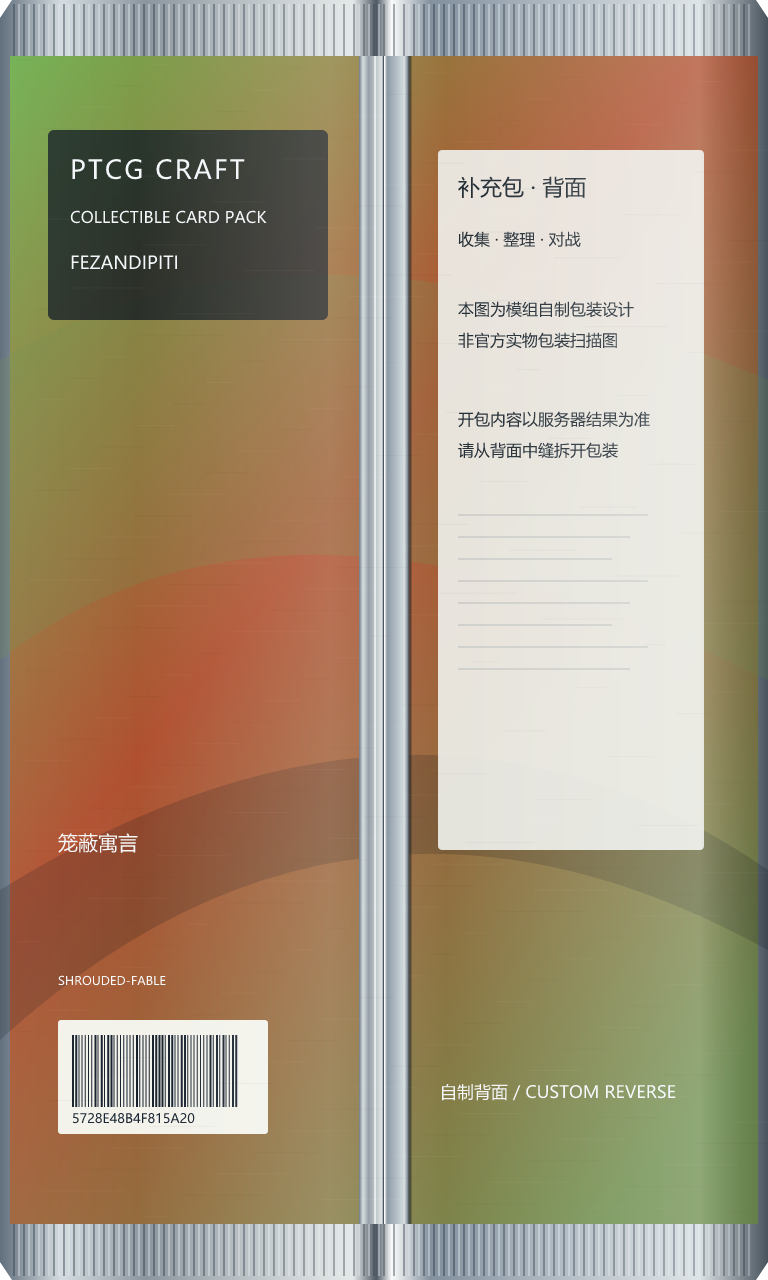 PTCG CRAFT
COLLECTIBLE CARD PACK
FEZANDIPITI
笼蔽寓言
SHROUDED-FABLE
5728E48B4F815A20
补充包 · 背面
收集 · 整理 · 对战
本图为模组自制包装设计
非官方实物包装扫描图
开包内容以服务器结果为准
请从背面中缝拆开包装
自制背面 / CUSTOM REVERSE